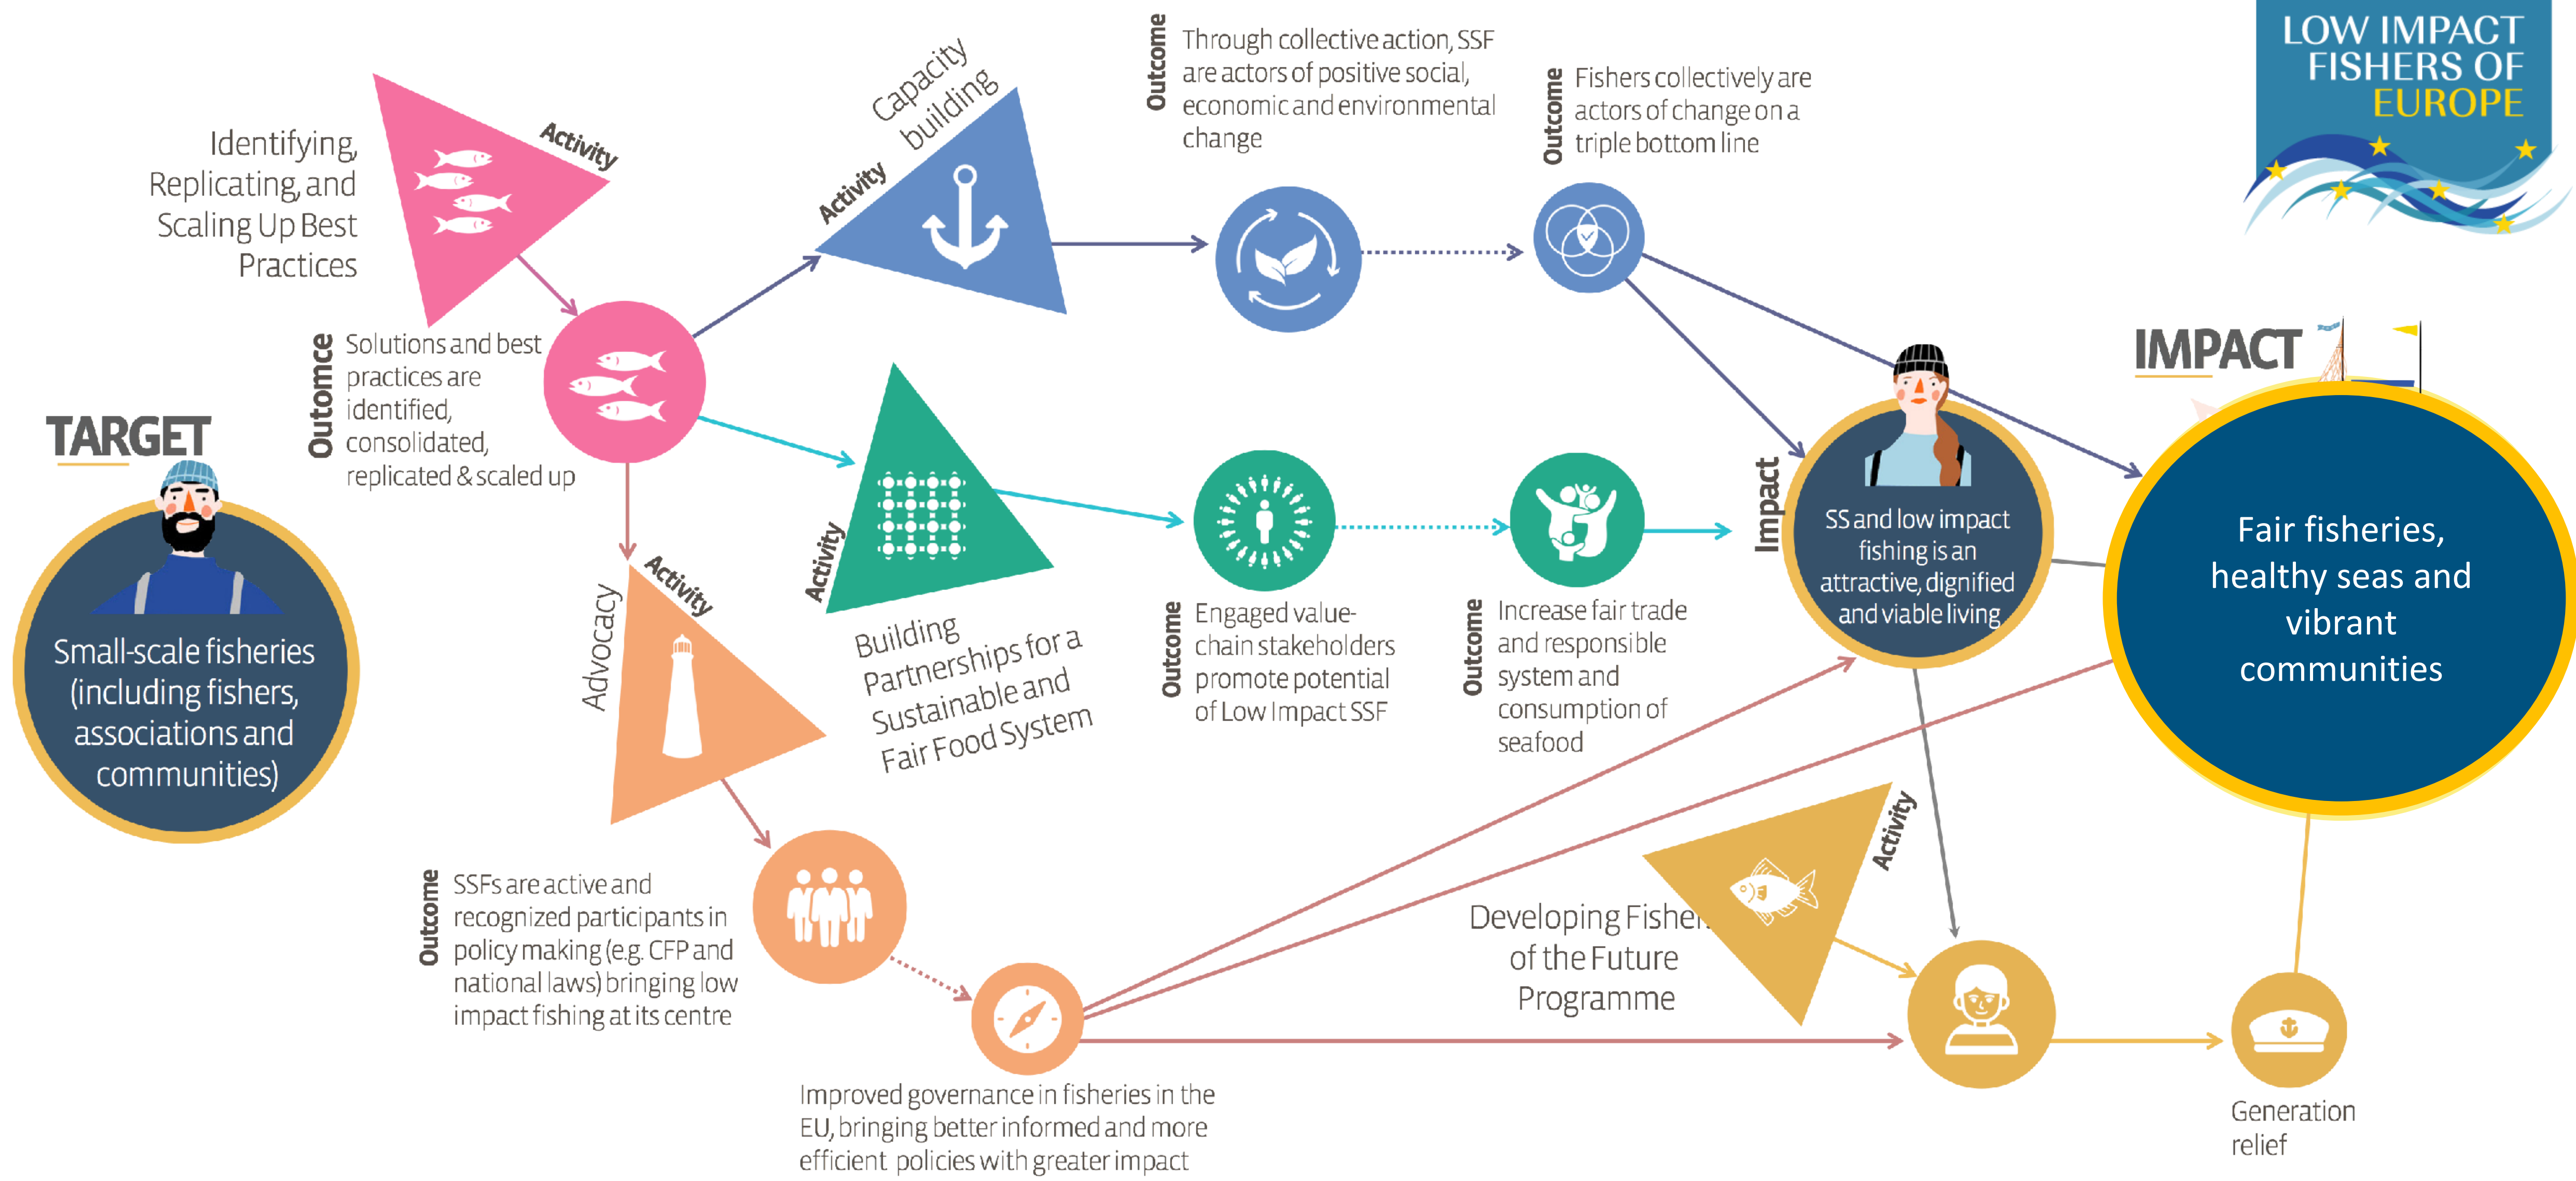 LOW IMPACT
FISHERS OF
EUROPE
TARGET
Small-scale fisheries
(including fishers,
associations and
communities)
Identifying,
Replicating, and
Scaling Up Best
Practices
Activity
Outcome
Solutions and best
practices are
identified,
consolidated,
replicated & scaled up
Capacity
building
Activity
Outcome
Through collective action, SSF
are actors of positive social,
economic and environmental
change
Outcome
Fishers collectively are
actors of change on a
triple bottom line
Activity
Building
Partnerships for a
Sustainable and
Fair Food System
Outcome
Engaged value-
chain stakeholders
promote potential
of Low Impact SSF
Outcome
Increase fair trade
and responsible
system and
consumption of
seafood
Advocacy
Activity
Outcome
SSFs are active and
recognized participants in
policy making (e.g. CFP and
national laws) bringing low
impact fishing at its centre
Improved governance in fisheries in the
EU, bringing better informed and more
efficient policies with greater impact
Impact
SS and low impact
fishing is an
attractive, dignified
and viable living
IMPACT
Fair fisheries,
healthy seas and
vibrant
communities
Activity
Developing
of the Future
Programme
Generation
relief